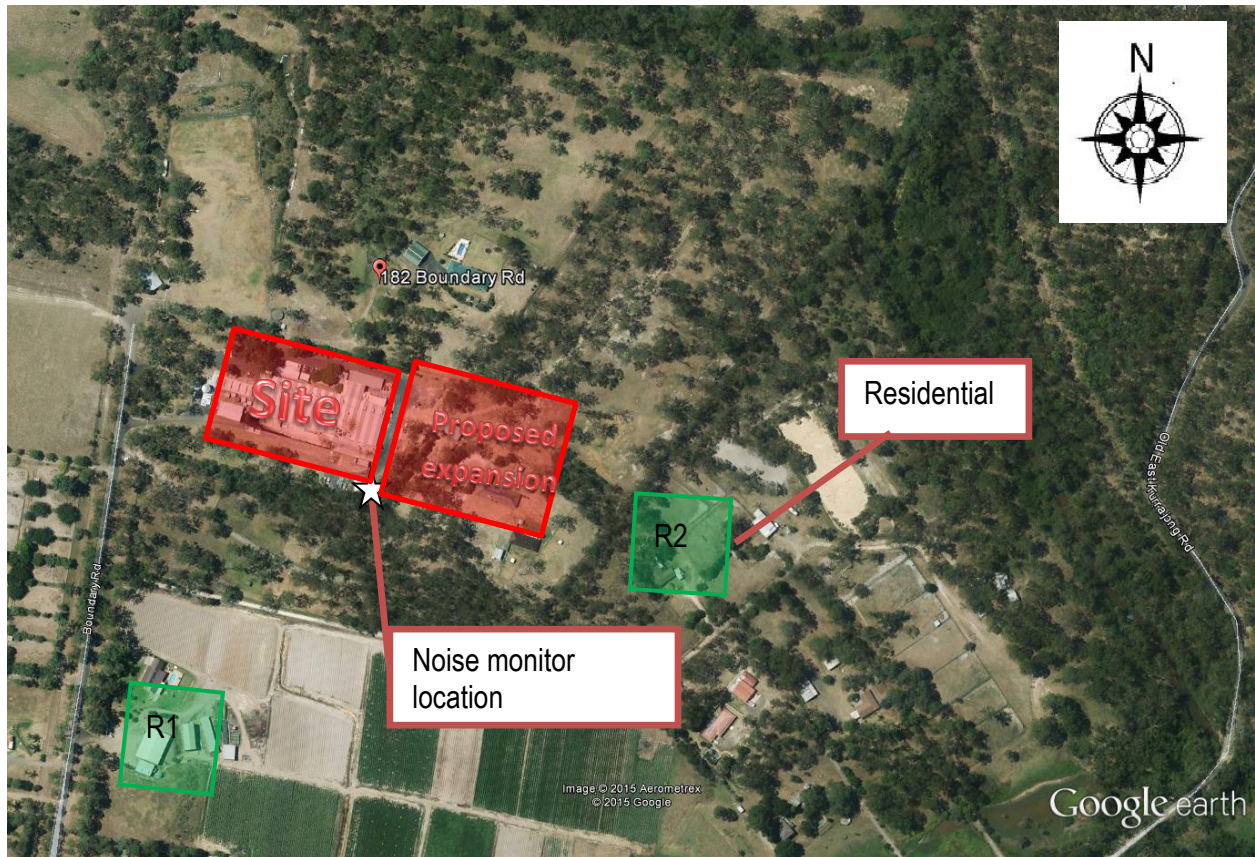 N
182 Boundary Rd
Site
Proposed
expansion
Residential
R2
Old East Kurrajong Rd
Boundary Rd
Noise monitor
location
R1
Image © 2015 Aerometrex
© 2015 Google
Google earth